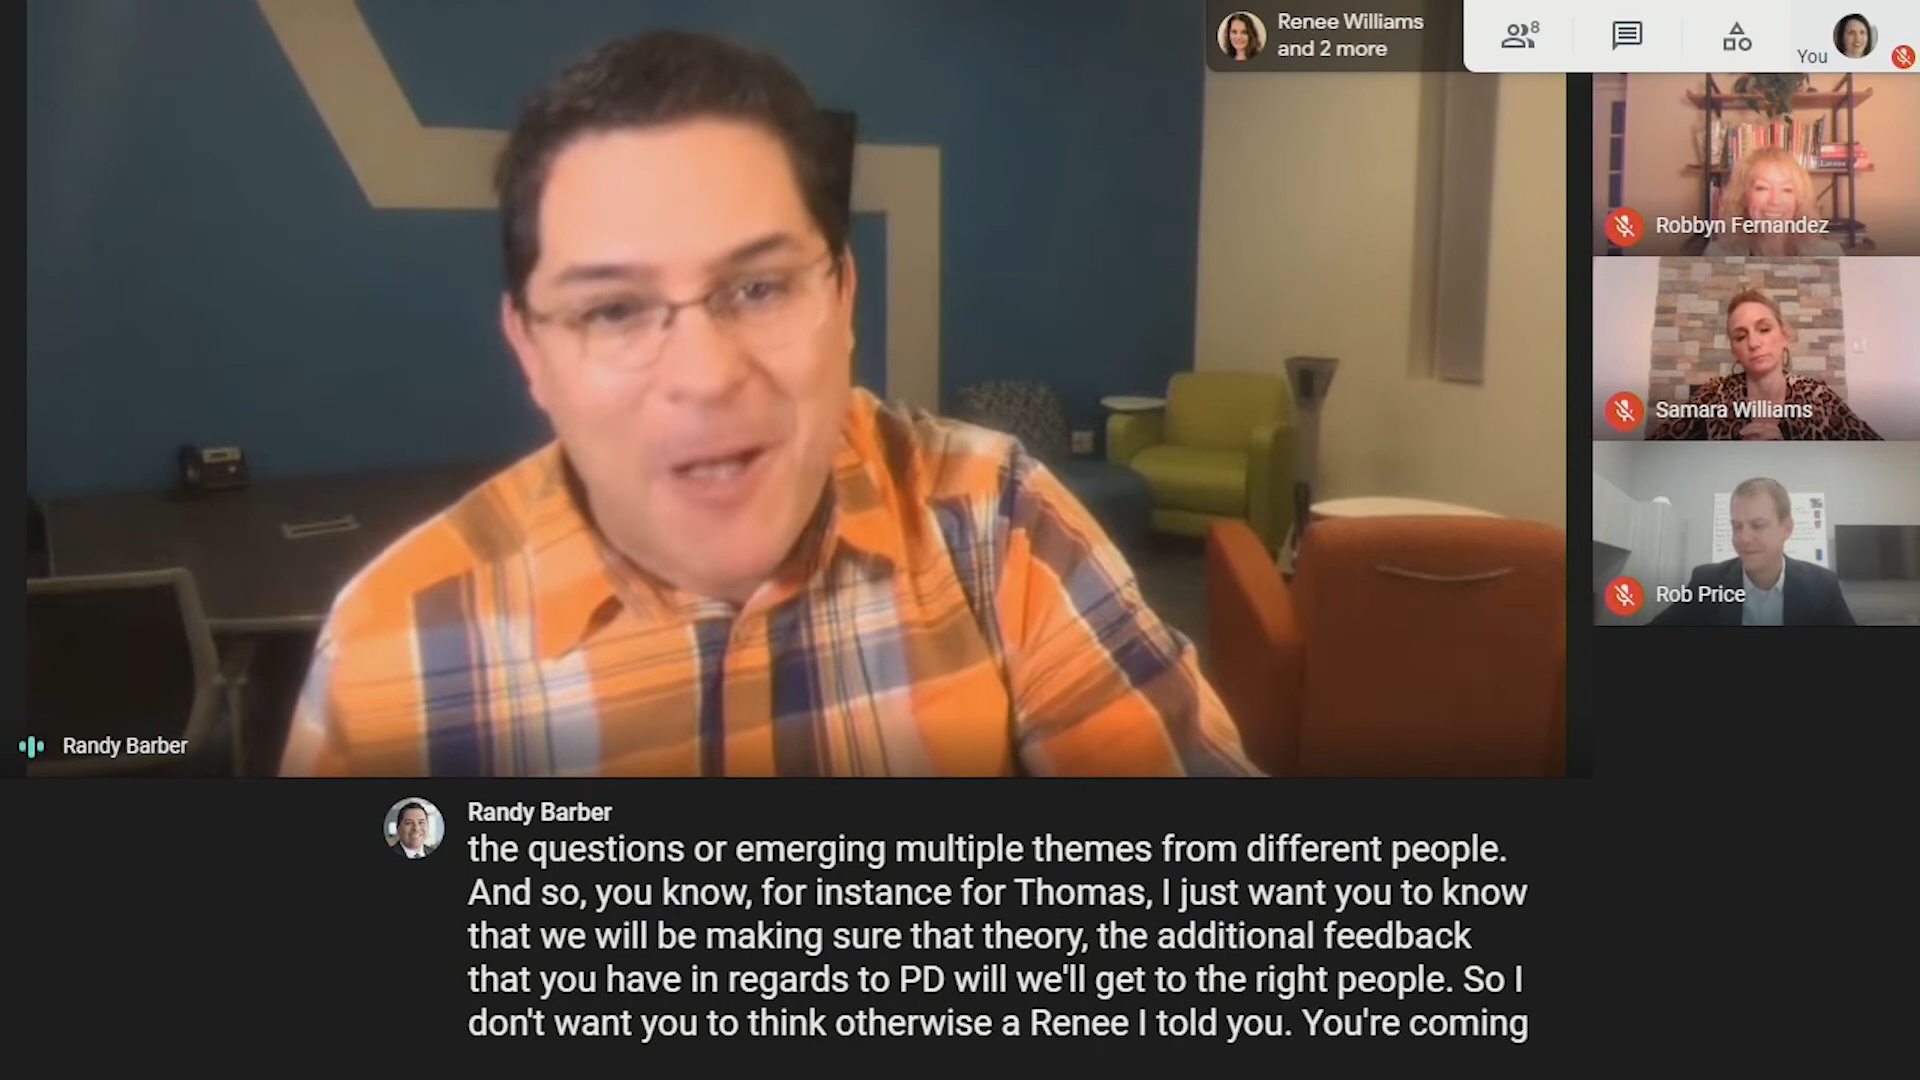 Renee Williams
and 2 more
8
You
Robbyn Fernandez
Samara Williams
Rob Price
Randy Barber
Randy Barber
the questions or emerging multiple themes from different people.
And so, you know, for instance for Thomas, I just want you to know
that we will be making sure that theory, the additional feedback
that you have in regards to PD will we'll get to the right people. So I
don't want you to think otherwise a Renee I told you. You're coming